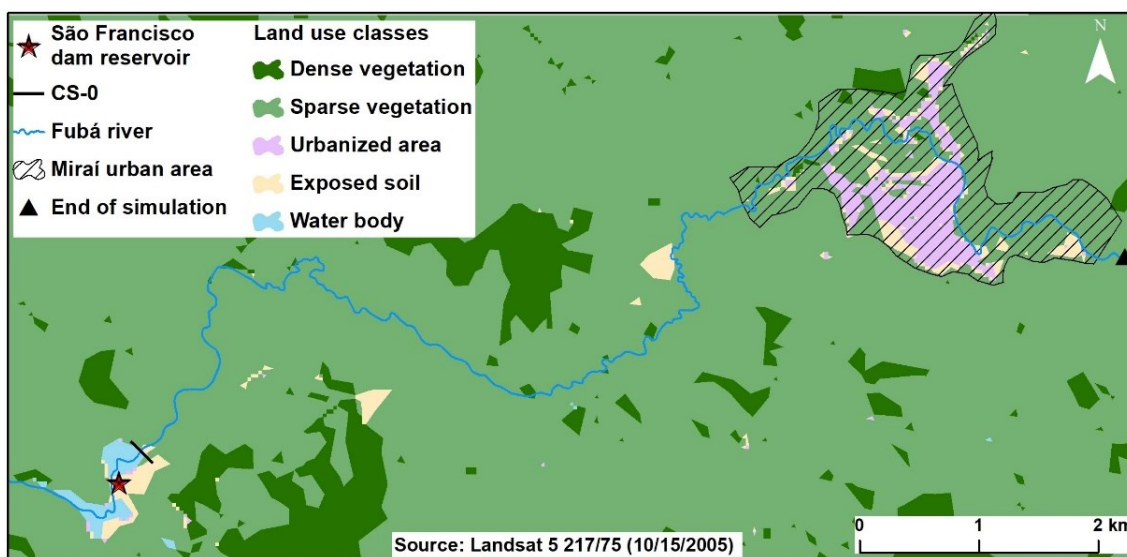 São Francisco
dam reservoir
CS-0
Fubá river
Miraí urban area
End of simulation
Land use classes
Dense vegetation
Sparse vegetation
Urbanized area
Exposed soil
Water body
N
Source: Landsat 5 217/75 (10/15/2005)
0 1 2 km